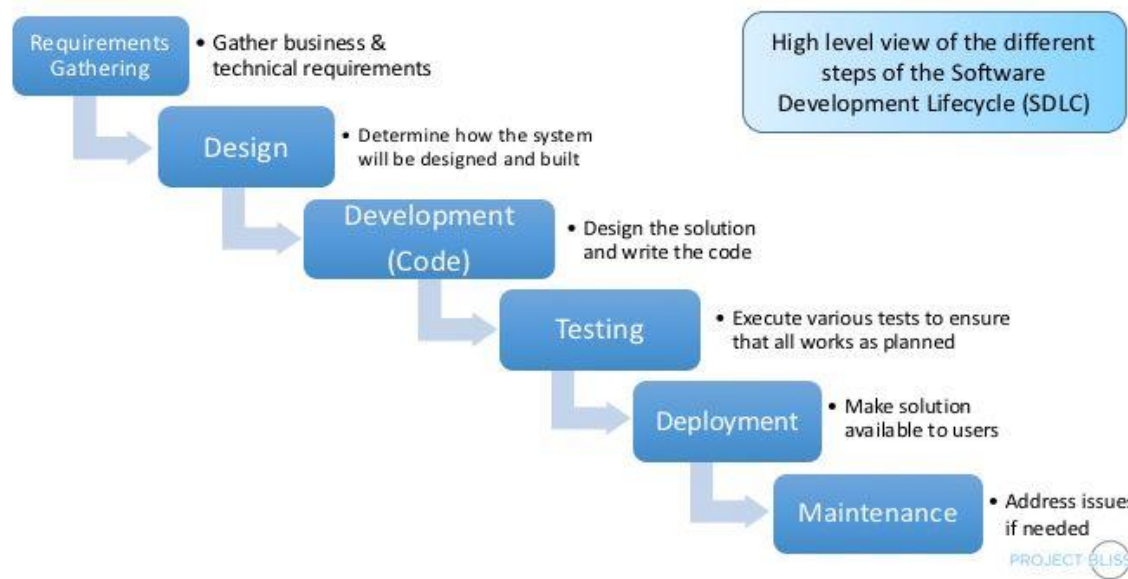 Requirements
Gathering
• Gather business &
technical requirements
High level view of the different
steps of the Software
Development Lifecycle (SDLC)
Design
• Determine how the system
will be designed and built
Development
(Code)
• Design the solution
and write the code
Testing
• Execute various tests to ensure
that all works as planned
Deployment
• Make solution
available to users
Maintenance
• Address issues
if needed
PROJECT BLISS